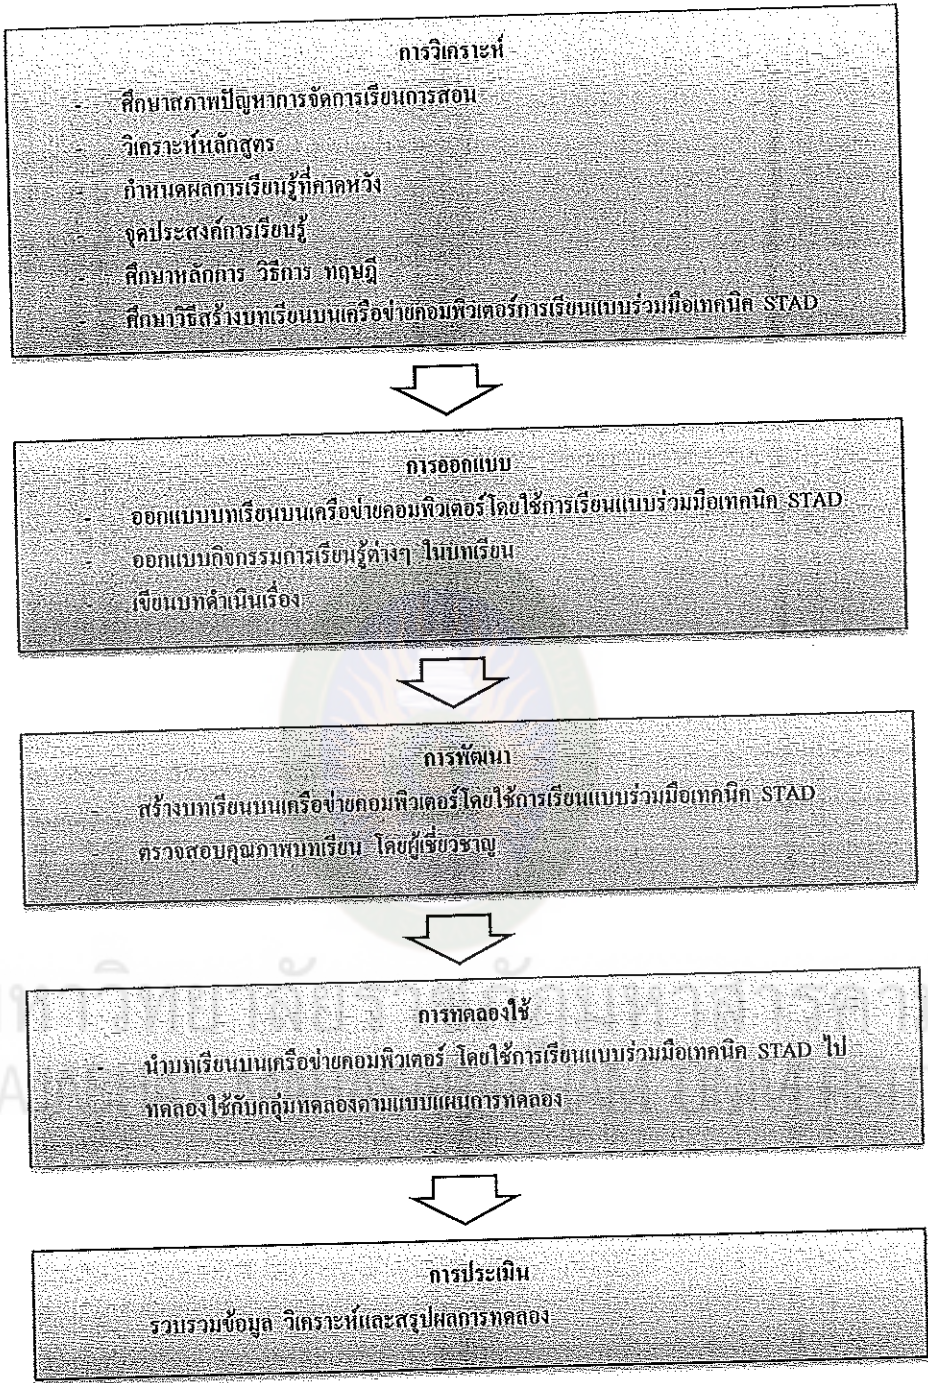 การวิเคราะห์
- ศึกษาสภาพปัญหาการจัดการเรียนการสอน
- วิเคราะห์หลักสูตร
- กำหนดผลการเรียนรู้ที่คาดหวัง
- จุดประสงค์การเรียนรู้
- ศึกษาหลักการ วิธีการ ทฤษฎี
- ศึกษาวิธีสร้างบทเรียนบนเครือข่ายคอมพิวเตอร์การเรียนแบบร่วมมือเทคนิค STAD
การออกแบบ
- ออกแบบบทเรียนบนเครือข่ายคอมพิวเตอร์โดยใช้การเรียนแบบร่วมมือเทคนิค STAD
- ออกแบบกิจกรรมการเรียนรู้ต่างๆ ในบทเรียน
- เขียนบทดำเนินเรื่อง
การพัฒนา
สร้างบทเรียนบนเครือข่ายคอมพิวเตอร์โดยใช้การเรียนแบบร่วมมือเทคนิค STAD
ตรวจสอบคุณภาพบทเรียน โดยผู้เชี่ยวชาญ
การทดลองใช้
- นำบทเรียนบนเครือข่ายคอมพิวเตอร์ โดยใช้การเรียนแบบร่วมมือเทคนิค STAD ไป
ทดลองใช้กับกลุ่มทดลองตามแบบแผนการทดลอง
การประเมิน
รวบรวมข้อมูล วิเคราะห์และสรุปผลการทดลอง